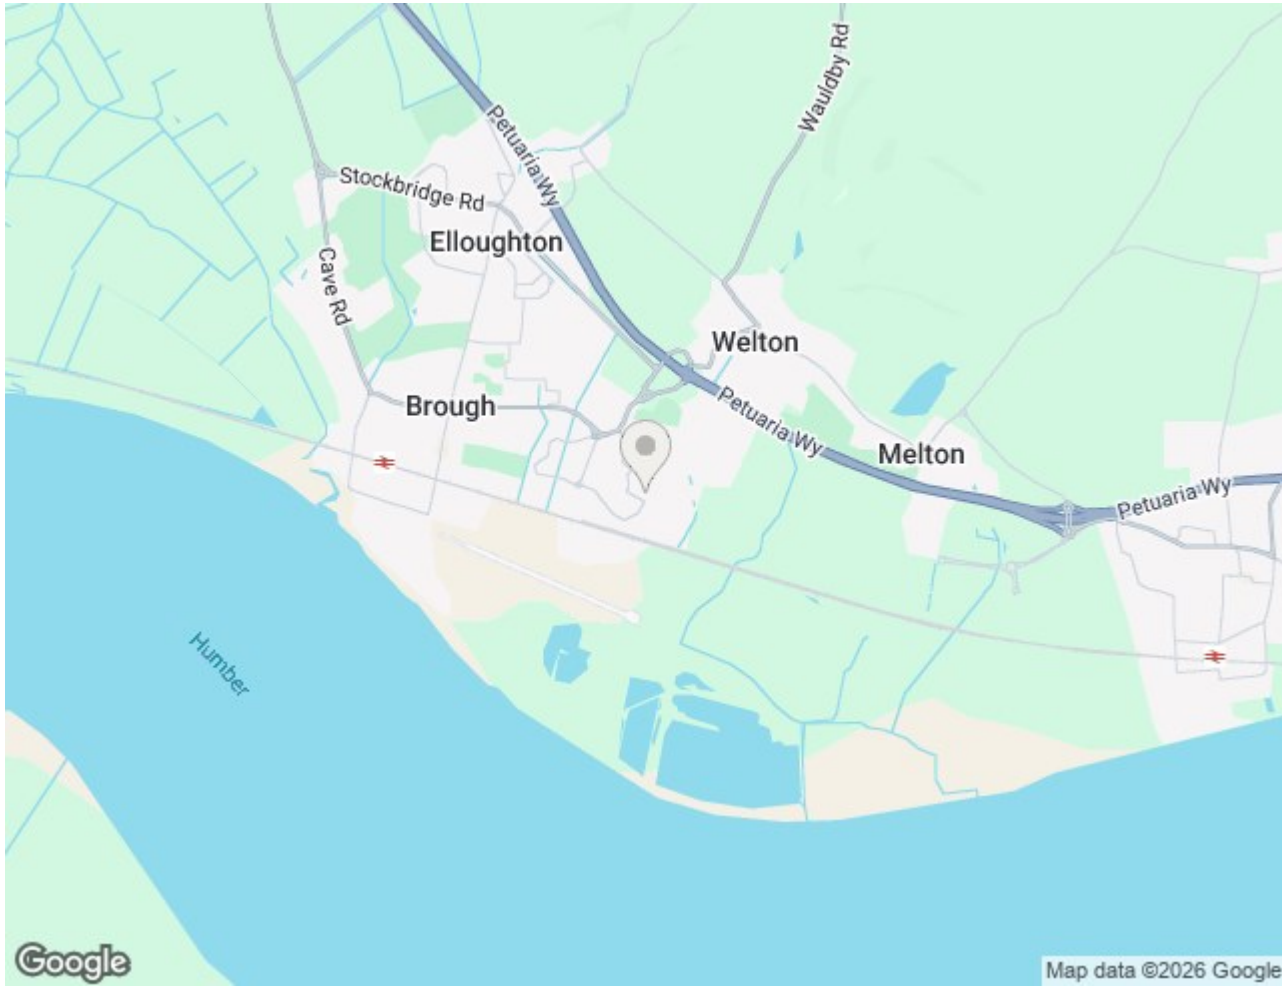 Wauldby Rd
Petuaria Wy
Stockbridge Rd
Elloughton
Cave Rd
Welton
Brough
Petuaria Wy
Melton
Petuaria Wy
Humber
Google
Map data ©2026 Google